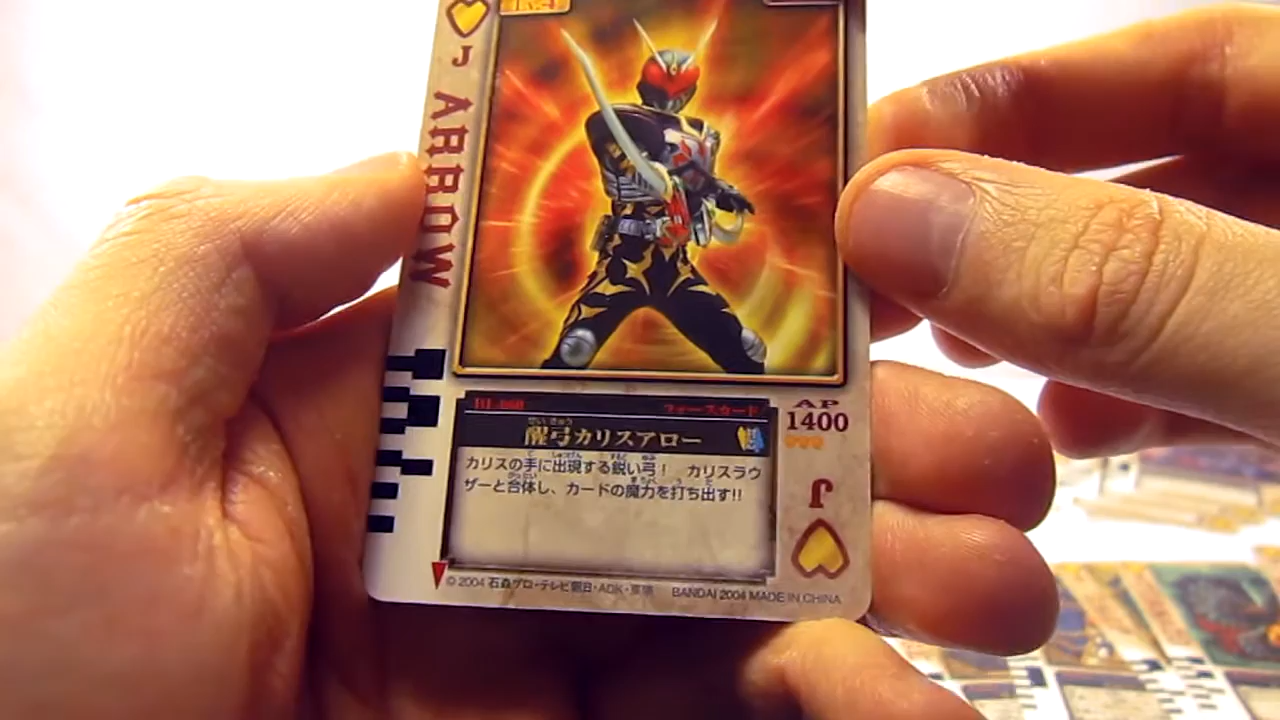 J
ARROW
フォースカード
醒弓カリスアロー
カリスの手に出現する鋭い弓! カリスラウ
ザーと合体し、カードの魔力を打ち出す!!
AP
1400
J
© 2004 石森プロ・テレビ朝日・ADK・東映 BANDAI 2004 MADE IN CHINA